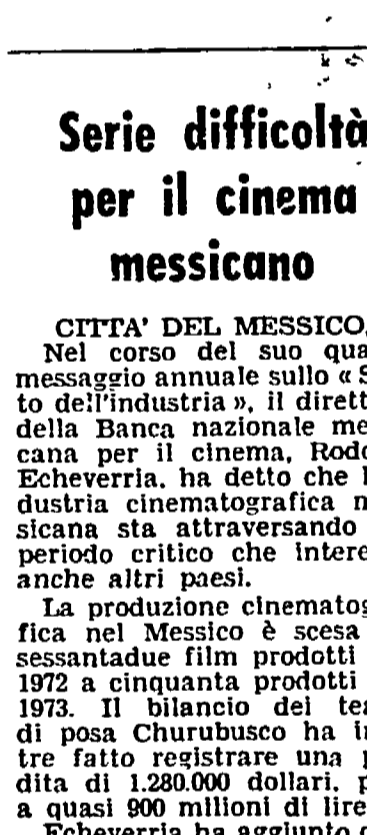 Serie difficoltà
per il cinema
messicano
CITTA' DEL MESSICO,
Nel corso del suo qua
messaggio annuale sullo « S
to dell'industria », il dirett
della Banca nazionale me
cana per il cinema, Rodo
Echeverria, ha detto che l
dustria cinematografica m
sicana sta attraversando
periodo critico che intere
anche altri paesi.
La produzione cinematog
fica nel Messico è scesa
sessantadue film prodotti
1972 a cinquanta prodotti
1973. Il bilancio dei tea
di posa Churubusco ha in
tre fatto registrare una p
dita di 1.280.000 dollari, p
a quasi 900 milioni di lire
Echeverria ha aggiunto c